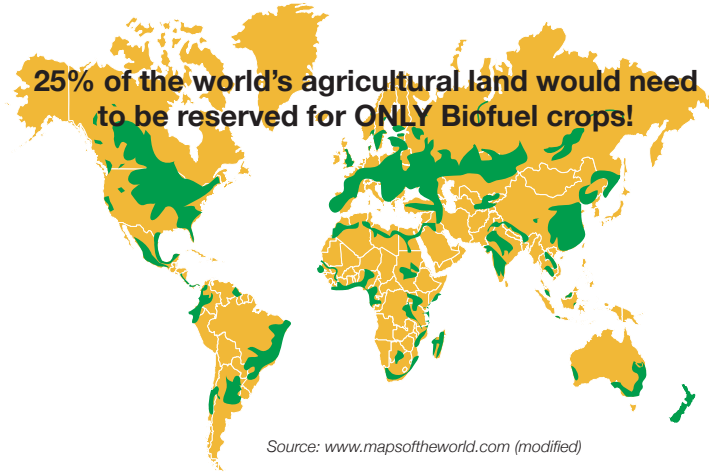 25% of the world’s agricultural land would need
to be reserved for ONLY Biofuel crops!
Source: www.mapsoftheworld.com (modified)